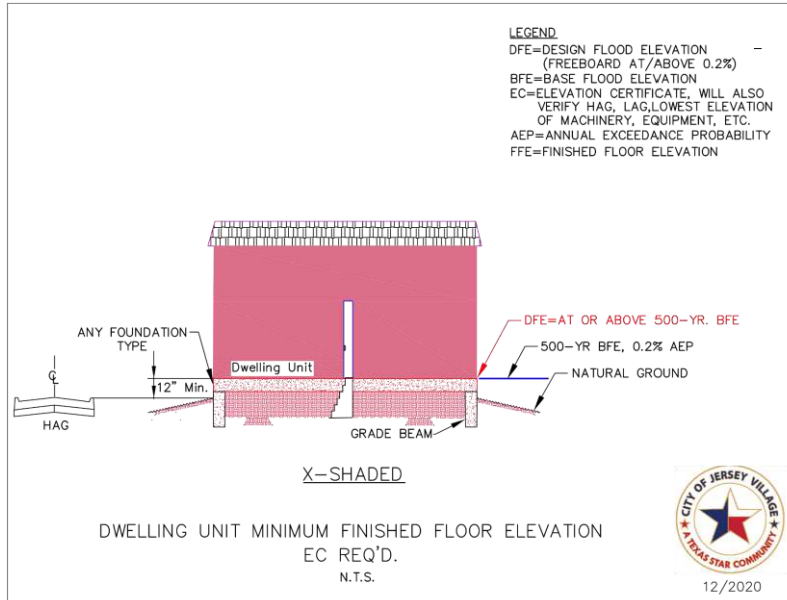 LEGEND
DFE=DESIGN FLOOD ELEVATION –
(FREEBOARD AT/ABOVE 0.2%)
BFE=BASE FLOOD ELEVATION
EC=ELEVATION CERTIFICATE, WILL ALSO
VERIFY HAG, LAG,LOWEST ELEVATION
OF MACHINERY, EQUIPMENT, ETC.
AEP=ANNUAL EXCEEDANCE PROBABILITY
FFE=FINISHED FLOOR ELEVATION
DFE=AT OR ABOVE 500-YR. BFE
ANY FOUNDATION
TYPE
500-YR BFE, 0.2% AEP
Dwelling Unit
NATURAL GROUND
CL
12" Min.
HAG
GRADE BEAM
X-SHADED
DWELLING UNIT MINIMUM FINISHED FLOOR ELEVATION
EC REQ'D.
N.T.S.
CITY OF JERSEY VILLAGE
A TEXAS STAR COMMUNITY
12/2020